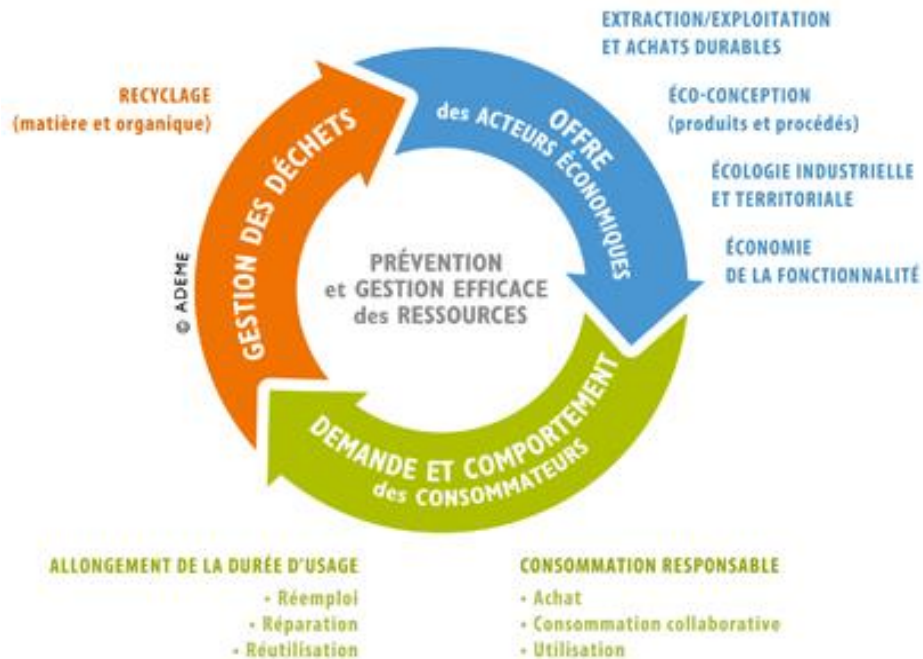 EXTRACTION/EXPLOITATION
ET ACHATS DURABLES
RECYCLAGE
(matière et organique)
ÉCO-CONCEPTION
(produits et procédés)
ÉCOLOGIE INDUSTRIELLE
ET TERRITORIALE
ÉCONOMIE
DE LA FONCTIONNALITÉ
OFFRE
des ACTEURS ÉCONOMIQUES
GESTION DES DÉCHETS
PRÉVENTION
et GESTION EFFICACE
des RESSOURCES
© ADEME
DEMANDE ET COMPORTEMENT
des CONSOMMATEURS
ALLONGEMENT DE LA DURÉE D'USAGE
• Réemploi
• Réparation
• Réutilisation
CONSOMMATION RESPONSABLE
• Achat
• Consommation collaborative
• Utilisation